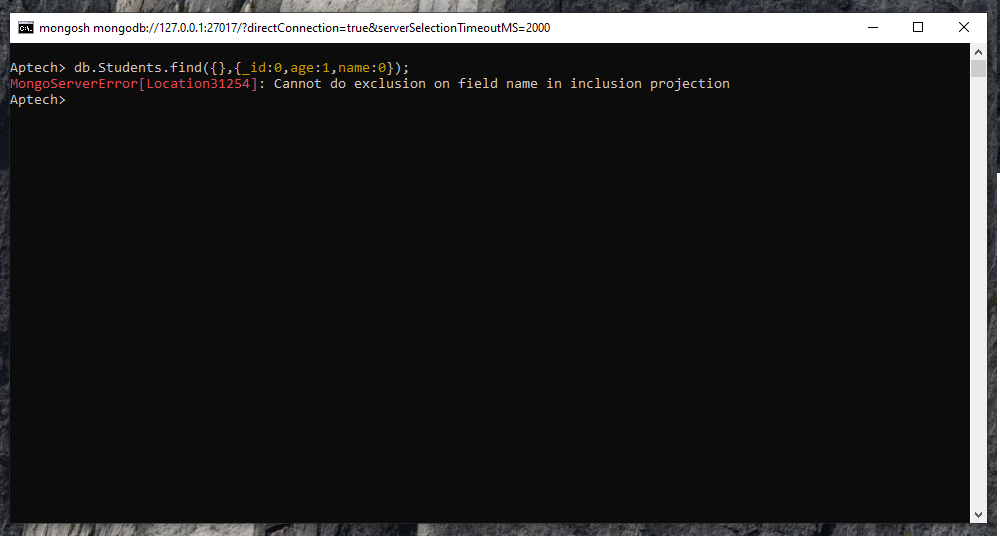 mongosh mongodb://127.0.0.1:27017/?directConnection=true&serverSelectionTimeoutMS=2000
Aptech> db.Students.find({},{_id:0,age:1,name:0});
MongoServerError[Location31254]: Cannot do exclusion on field name in inclusion projection
Aptech>